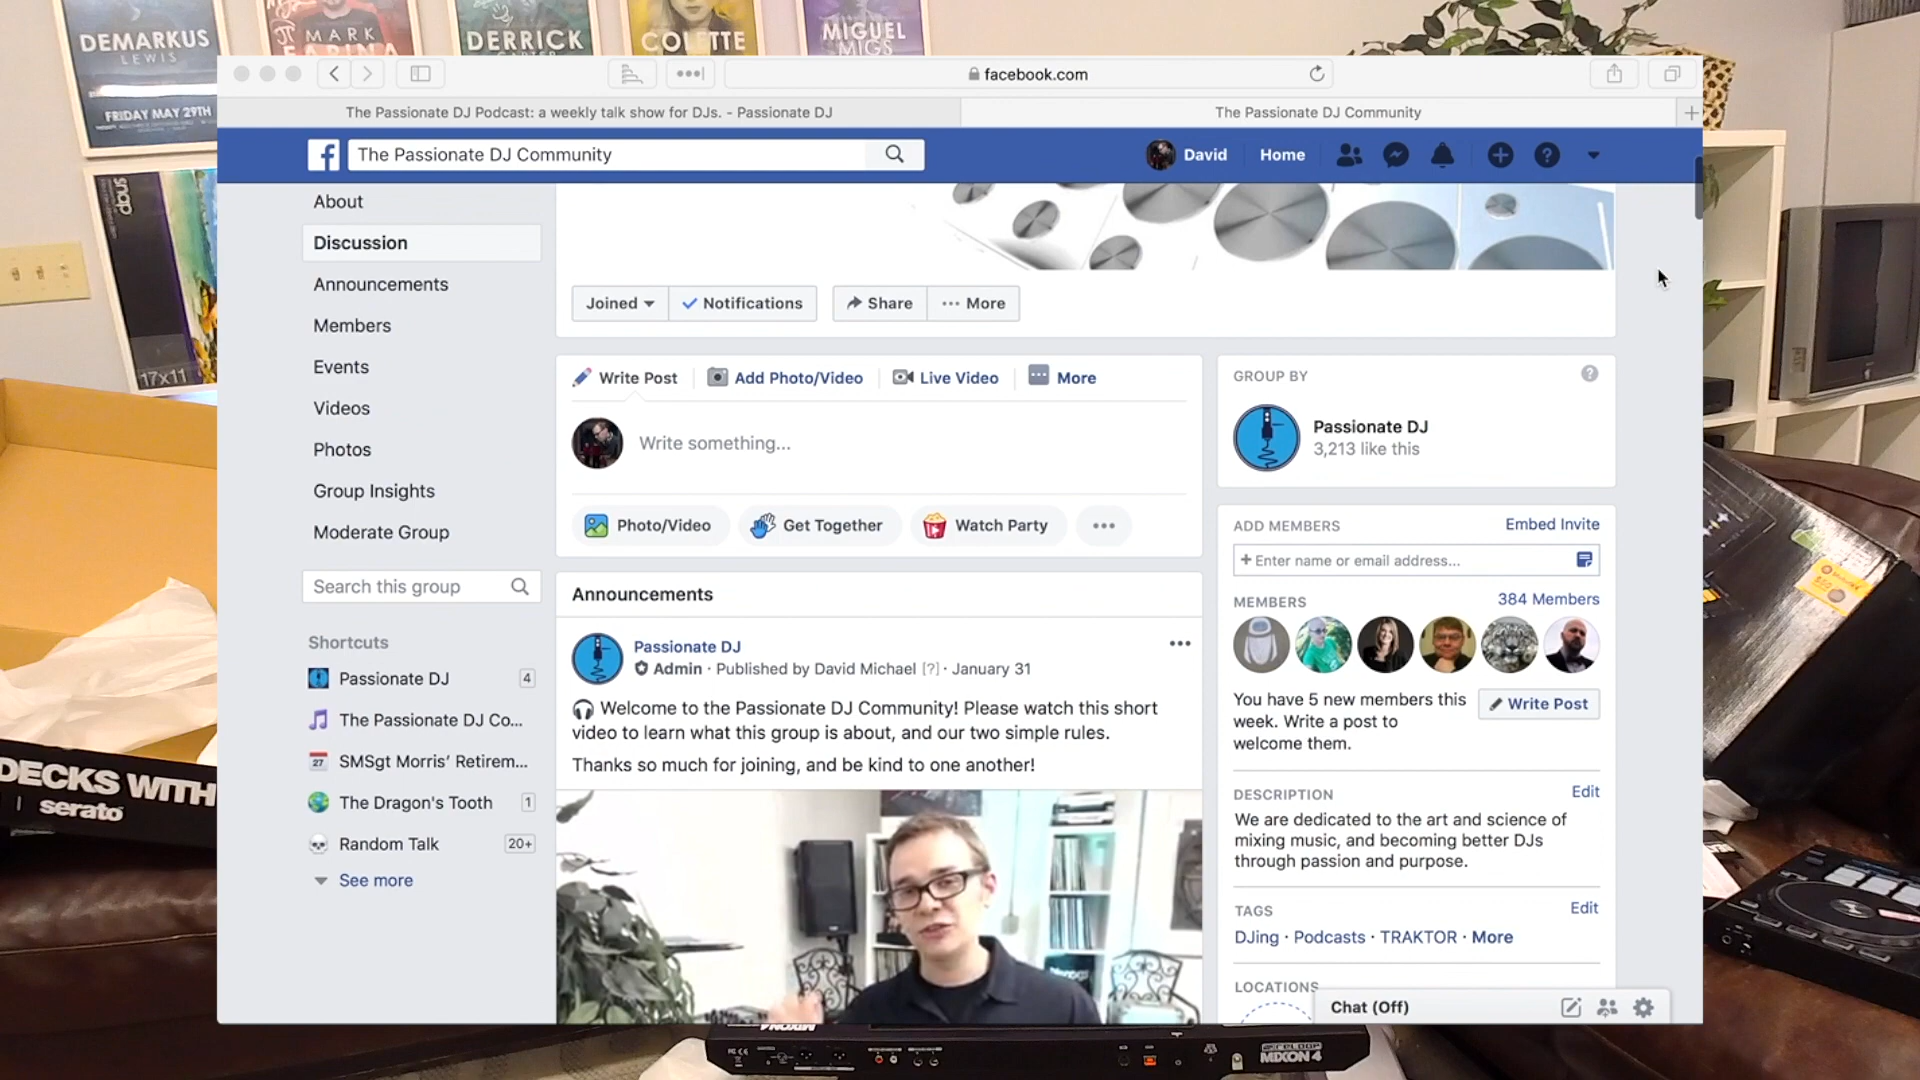 DEMARKUS
LEWIS
FRIDAY MAY 29TH
MARK
DERRICK
COLETTE
MIGUEL
MIGS
snap
17x11
DECKS WITH
serato
facebook.com
The Passionate DJ Podcast: a weekly talk show for DJs. - Passionate DJ
The Passionate DJ Community
The Passionate DJ Community
David
Home
About
Discussion
Announcements
Members
Events
Videos
Photos
Group Insights
Moderate Group
Search this group
Shortcuts
Passionate DJ 4
The Passionate DJ Co...
27 SMSgt Morris' Retirem...
The Dragon's Tooth 1
Random Talk 20+
See more
Joined Notifications Share ··· More
Write Post Add Photo/Video Live Video More
Write something...
Photo/Video Get Together Watch Party
Announcements
Passionate DJ
Admin · Published by David Michael [?] · January 31
Welcome to the Passionate DJ Community! Please watch this short
video to learn what this group is about, and our two simple rules.
Thanks so much for joining, and be kind to one another!
GROUP BY
Passionate DJ
3,213 like this
ADD MEMBERS Embed Invite
+ Enter name or email address...
MEMBERS 384 Members
You have 5 new members this
week. Write a post to
welcome them.
Write Post
DESCRIPTION Edit
We are dedicated to the art and science of
mixing music, and becoming better DJs
through passion and purpose.
TAGS Edit
DJing · Podcasts · TRAKTOR · More
LOCATIONS
Chat (Off)
MIXON 4